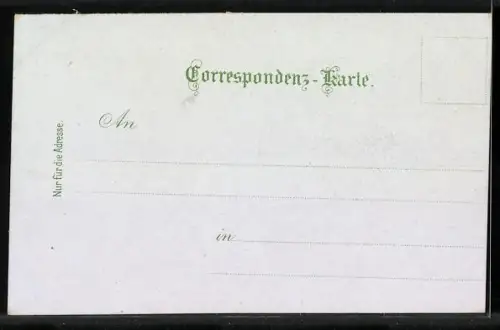 Correspondenz-Karte.
An
in
Nur für die Adresse.